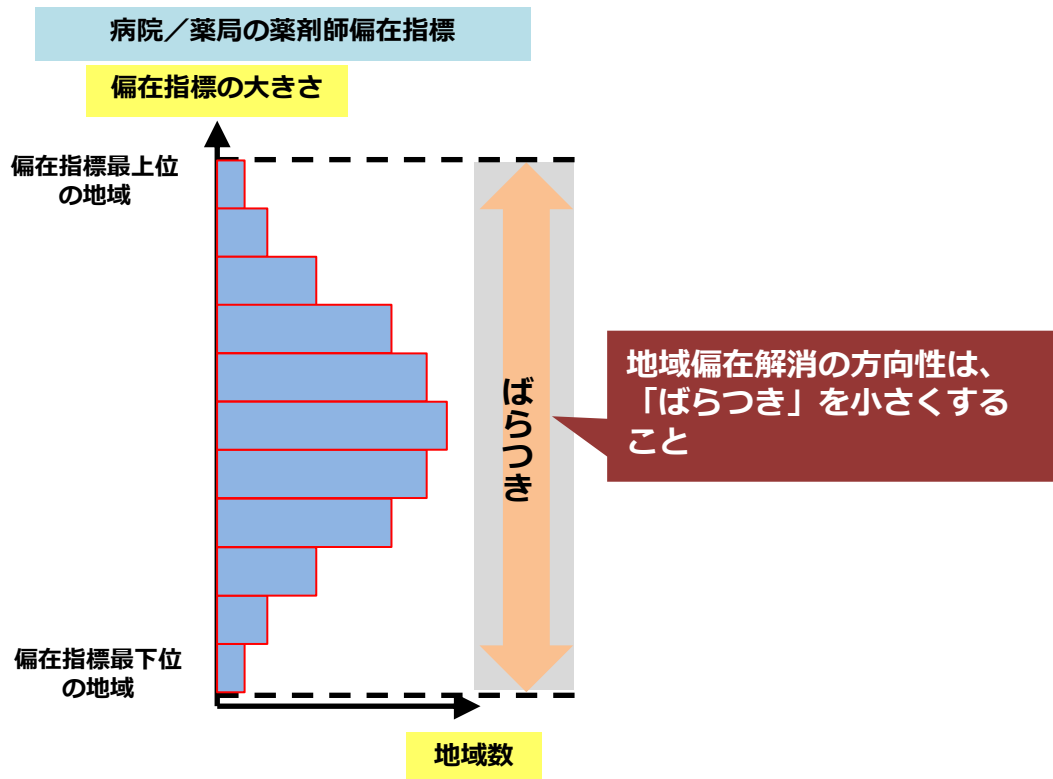 病院／薬局の薬剤師偏在指標
偏在指標の大きさ
偏在指標最上位
の地域
ばらつき
地域偏在解消の方向性は、
「ばらつき」を小さくする
こと
偏在指標最下位
の地域
地域数